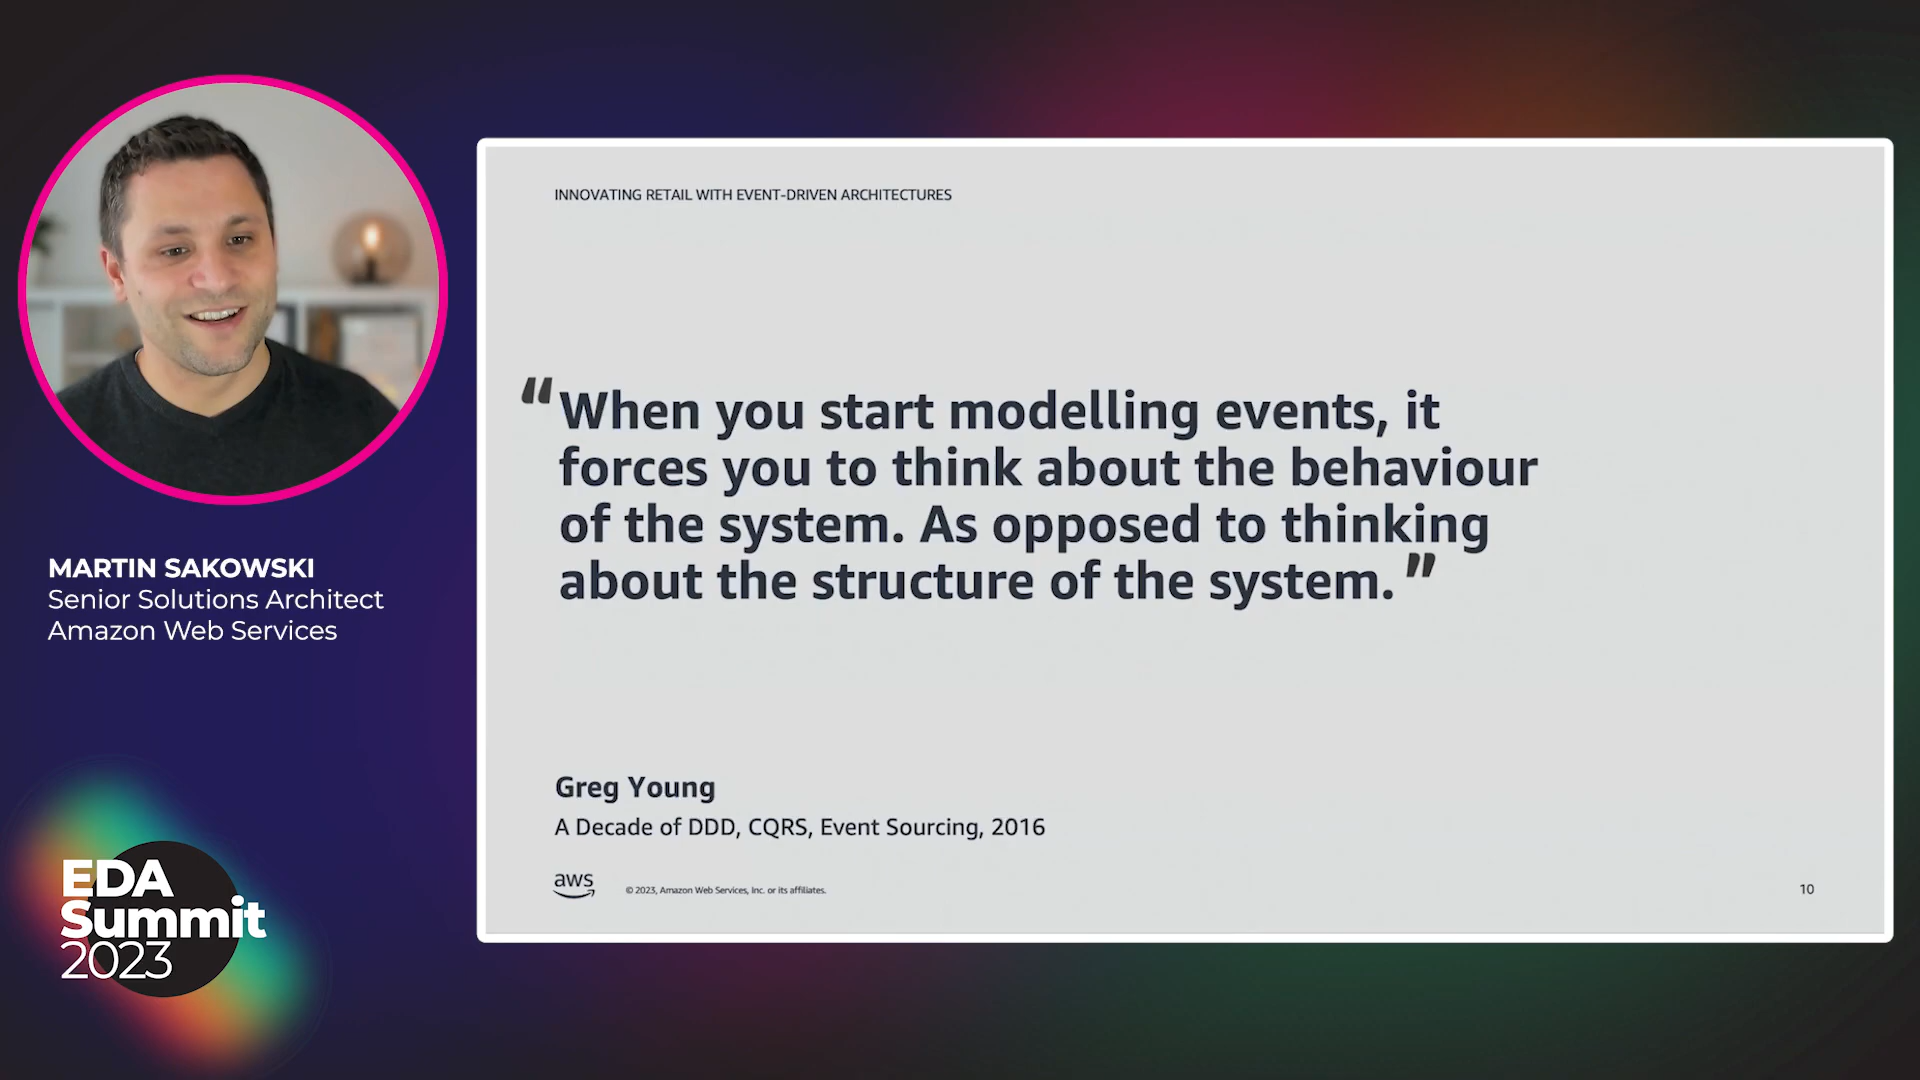 MARTIN SAKOWSKI
Senior Solutions Architect
Amazon Web Services
EDA
Summit
2023
INNOVATING RETAIL WITH EVENT-DRIVEN ARCHITECTURES
“When you start modelling events, it
forces you to think about the behaviour
of the system. As opposed to thinking
about the structure of the system.”
Greg Young
A Decade of DDD, CQRS, Event Sourcing, 2016
aws
© 2023, Amazon Web Services, Inc. or its affiliates.
10